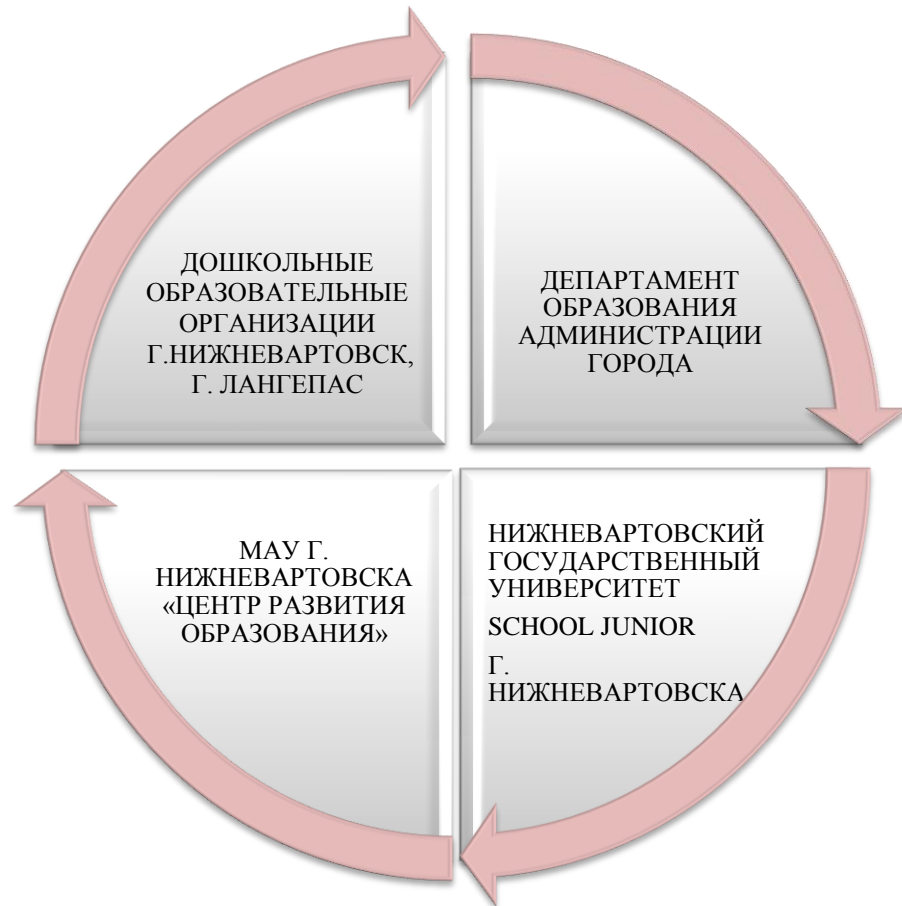 ДОШКОЛЬНЫЕ
ОБРАЗОВАТЕЛЬНЫЕ
ОРГАНИЗАЦИИ
Г.НИЖНЕВАРТОВСК,
Г. ЛАНГЕПАС
ДЕПАРТАМЕНТ
ОБРАЗОВАНИЯ
АДМИНИСТРАЦИИ
ГОРОДА
МАУ Г.
НИЖНЕВАРТОВСКА
«ЦЕНТР РАЗВИТИЯ
ОБРАЗОВАНИЯ»
НИЖНЕВАРТОВСКИЙ
ГОСУДАРСТВЕННЫЙ
УНИВЕРСИТЕТ
SCHOOL JUNIOR
Г.
НИЖНЕВАРТОВСКА